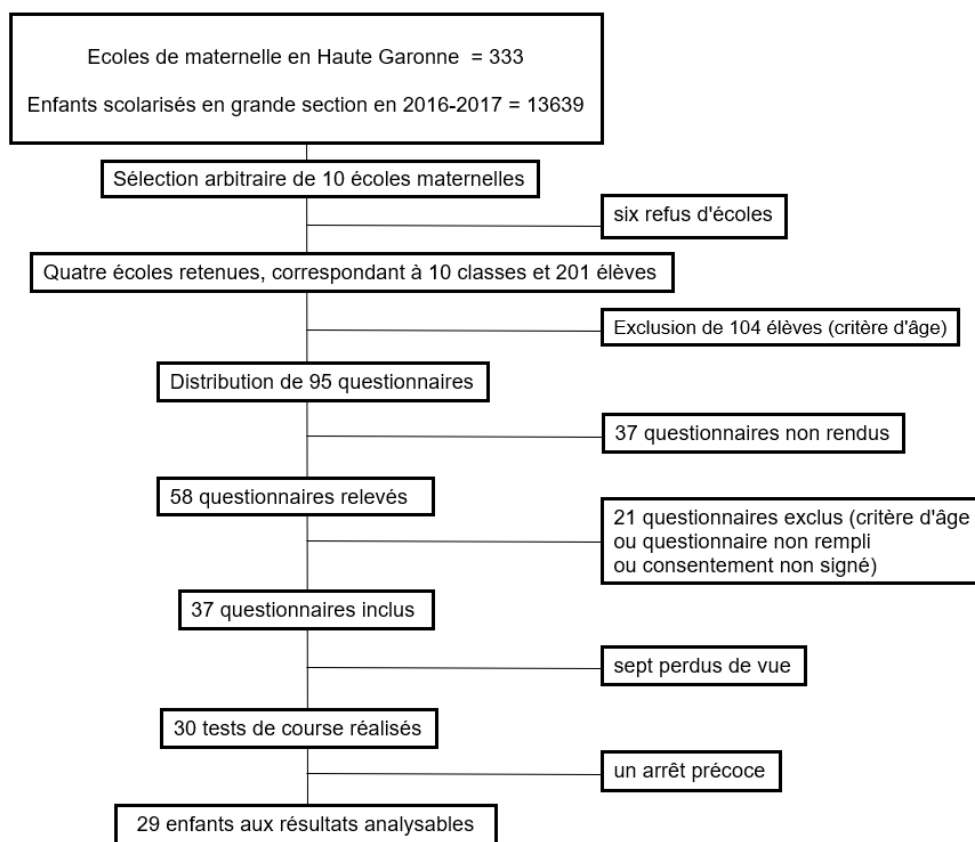 Ecoles de maternelle en Haute Garonne = 333
Enfants scolarisés en grande section en 2016-2017 = 13639
Sélection arbitraire de 10 écoles maternelles
six refus d'écoles
Quatre écoles retenues, correspondant à 10 classes et 201 élèves
Exclusion de 104 élèves (critère d'âge)
Distribution de 95 questionnaires
37 questionnaires non rendus
58 questionnaires relevés
21 questionnaires exclus (critère d'âge
ou questionnaire non rempli
ou consentement non signé)
37 questionnaires inclus
sept perdus de vue
30 tests de course réalisés
un arrêt précoce
29 enfants aux résultats analysables